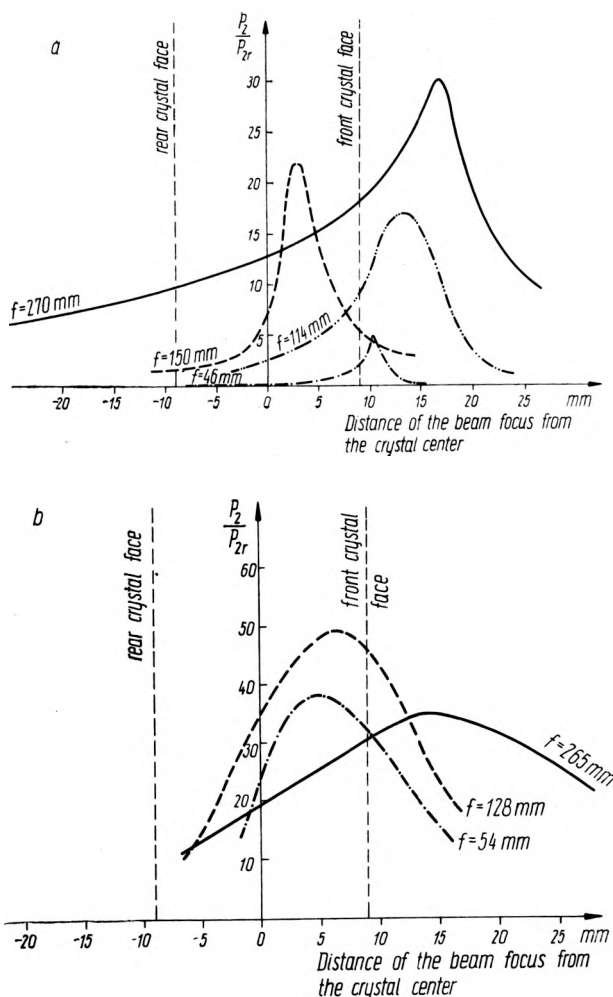 a
P2
P2r
rear crystal face
front crystal face
30
25
20
15
10
5
f=270 mm
f=150 mm
f=46mm
f=114mm
-20 -15 -10 -5 0 5 10 15 20 25
mm
Distance of the beam focus from
the crystal center
b
P2
P2r
rear crystal face
front crystal
face
60
50
40
30
20
10
f=265 mm
f=128 mm
f=54 mm
-20 -15 -10 -5 0 5 10 15 20 25 mm
Distance of the beam focus from
the crystal center